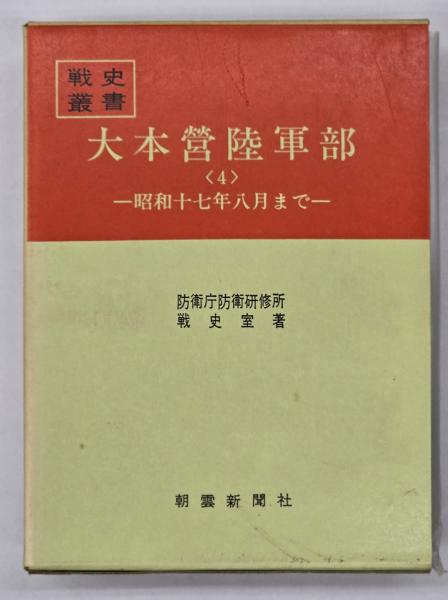 戦史
叢書
大本営陸軍部
〈4〉
―昭和十七年八月まで―
防衛庁防衛研修所
戦史室著
朝雲新聞社